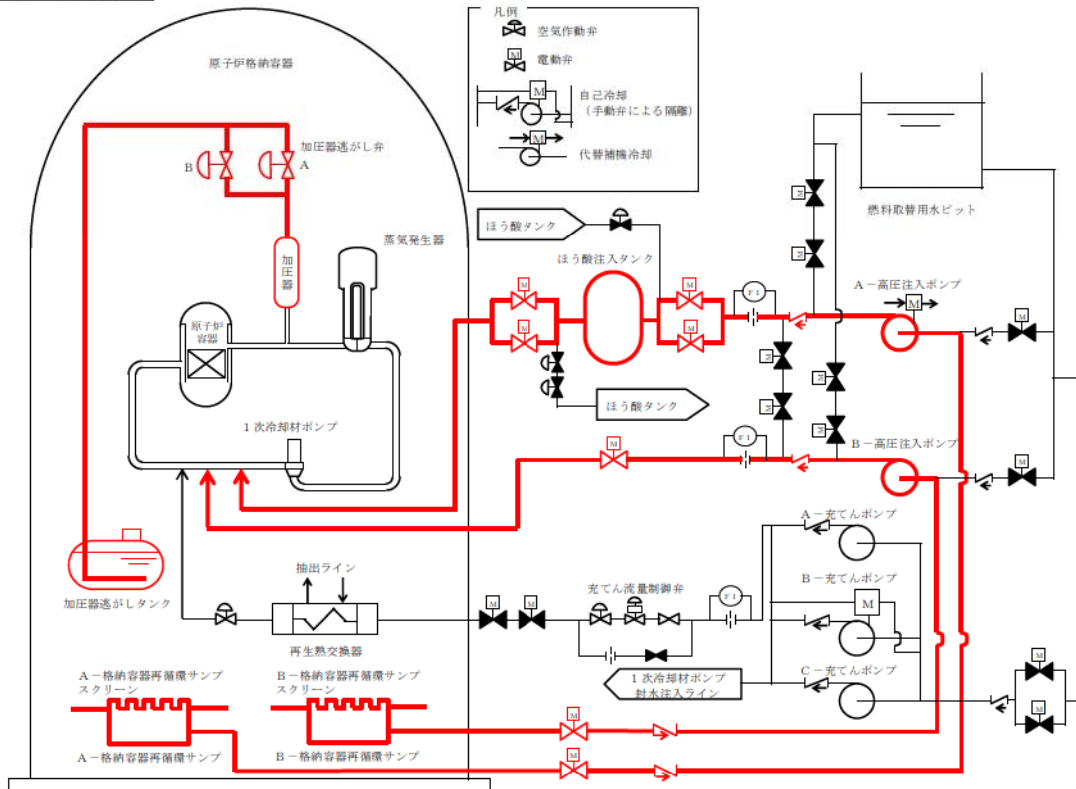 凡例
空気作動弁
M
電動弁
M
自己冷却
(手動弁による隔離)
M
代替補機冷却
原子炉格納容器
加圧器逃がし弁
B
A
蒸気発生器
加
圧
器
原子炉
容器
1次冷却材ポンプ
ほう酸タンク
ほう酸注入タンク
M
M
M
M
F I
M
M
燃料取替用水ピット
A-高圧注入ポンプ
M
M
ほう酸タンク
M
M
M
M
M
F I
B-高圧注入ポンプ
M
A-充てんポンプ
B-充てんポンプ
M
C-充てんポンプ
加圧器逃がしタンク
抽出ライン
再生熱交換器
M
M
充てん流量制御弁
F I
1次冷却材ポンプ
封水注入ライン
M
M
A-格納容器再循環サンプ
スクリーン
B-格納容器再循環サンプ
スクリーン
M
M
A-格納容器再循環サンプ
B-格納容器再循環サンプ